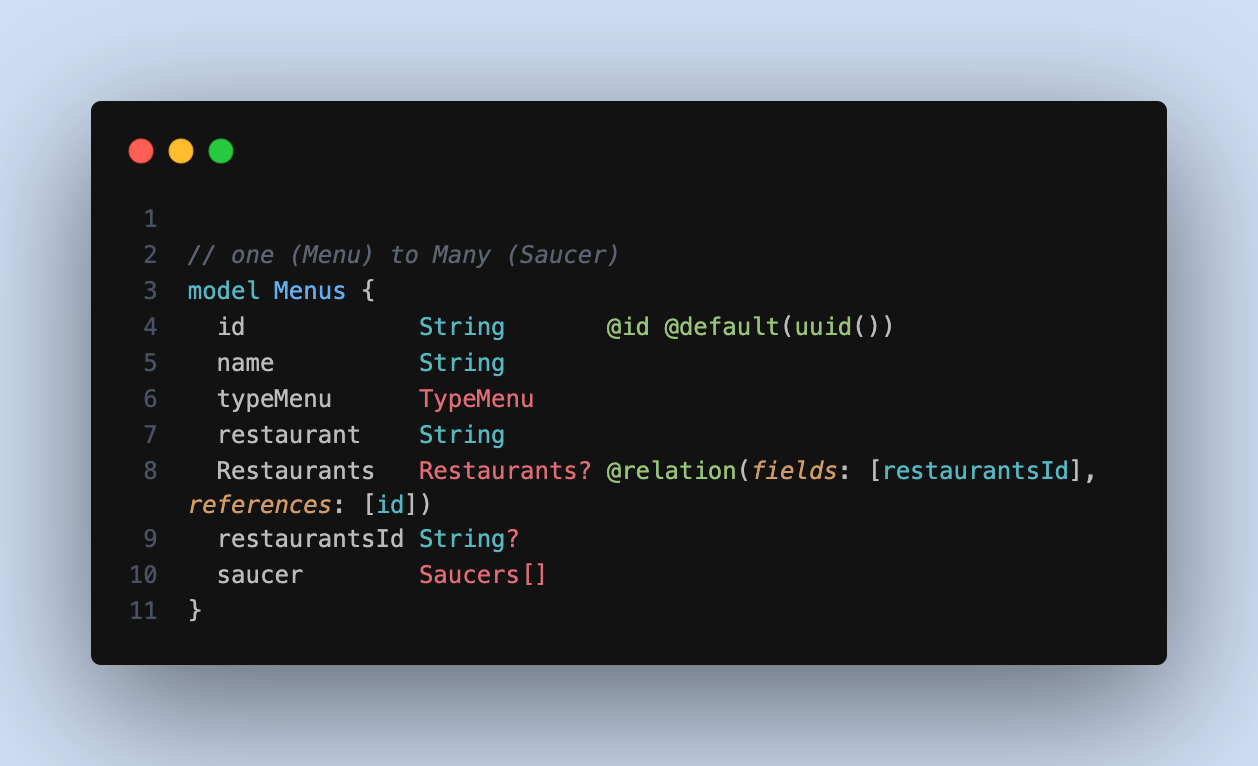 1
2 // one (Menu) to Many (Saucer)
3 model Menus {
4   id            String       @id @default(uuid())
5   name          String
6   typeMenu      TypeMenu
7   restaurant    String
8   Restaurants   Restaurants? @relation(fields: [restaurantsId],
references: [id])
9   restaurantsId String?
10   saucer        Saucers[]
11 }